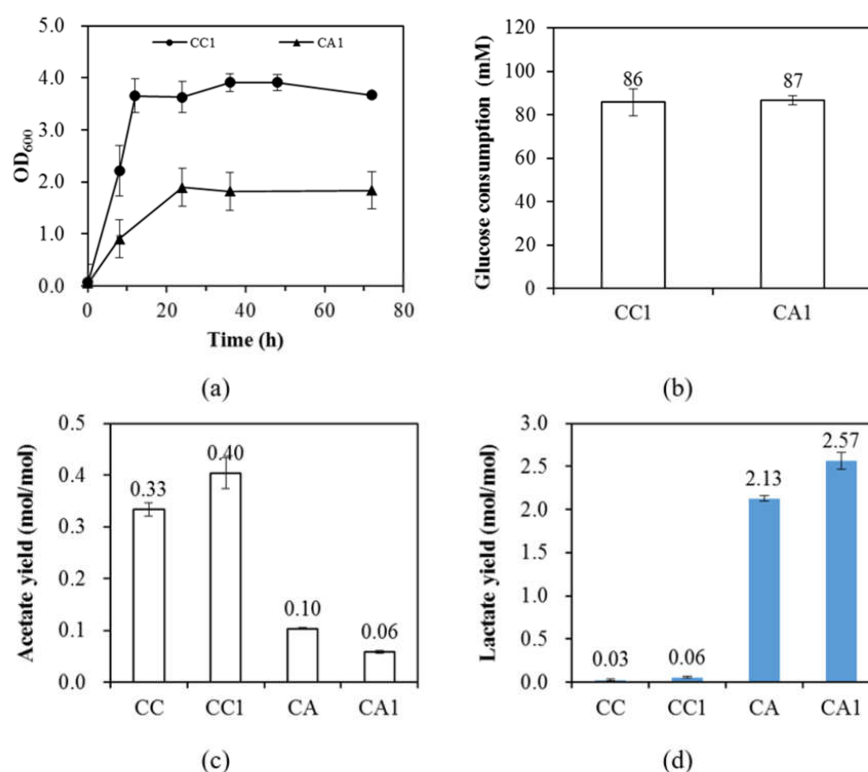 5.0
4.0
3.0
2.0
1.0
0.0
CC1
CA1
OD600
0 20 40 60 80
Time (h)
(a)
120
100
80
60
40
20
0
86
87
Glucose consumption (mM)
CC1 CA1
(b)
0.5
0.4
0.3
0.2
0.1
0.0
0.33
0.40
0.10
0.06
Acetate yield (mol/mol)
CC CC1 CA CA1
(c)
3.0
2.5
2.0
1.5
1.0
0.5
0.0
0.03
0.06
2.13
2.57
Lactate yield (mol/mol)
CC CC1 CA CA1
(d)